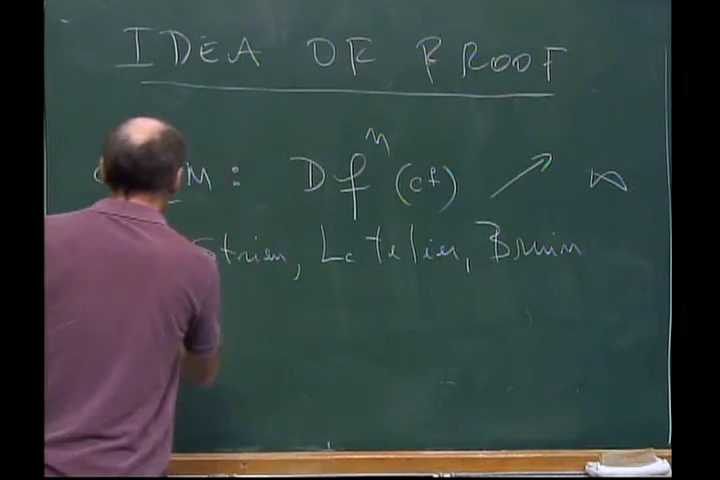 IDEA OF PROOF
M : Df^n (cf) ↗ ∞
Strien, Letelier, Bruin